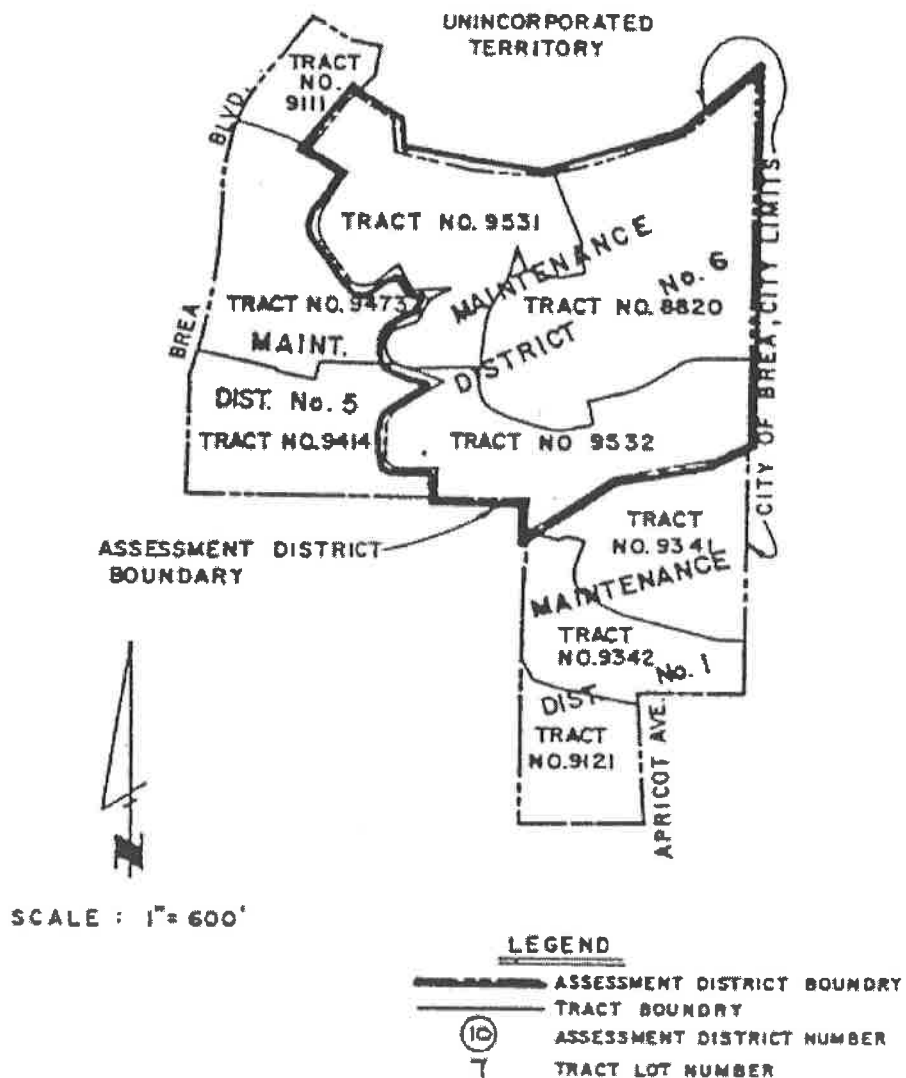 UNINCORPORATED
TERRITORY
TRACT
NO.
9111
BLVD.
BREA
TRACT NO. 9531
MAINTENANCE
DISTRICT
No. 6
TRACT NO. 9473
TRACT NO. 8820
MAINT.
DIST. No. 5
TRACT NO. 9414
TRACT NO 9532
CITY OF BREA, CITY LIMITS
ASSESSMENT DISTRICT
BOUNDARY
TRACT
NO. 9341
MAINTENANCE
TRACT
NO. 9342
No. 1
DIST.
TRACT
NO. 9121
APRICOT AVE.
N
SCALE : 1"= 600'
LEGEND
ASSESSMENT DISTRICT BOUNDRY
TRACT BOUNDRY
10 ASSESSMENT DISTRICT NUMBER
7 TRACT LOT NUMBER